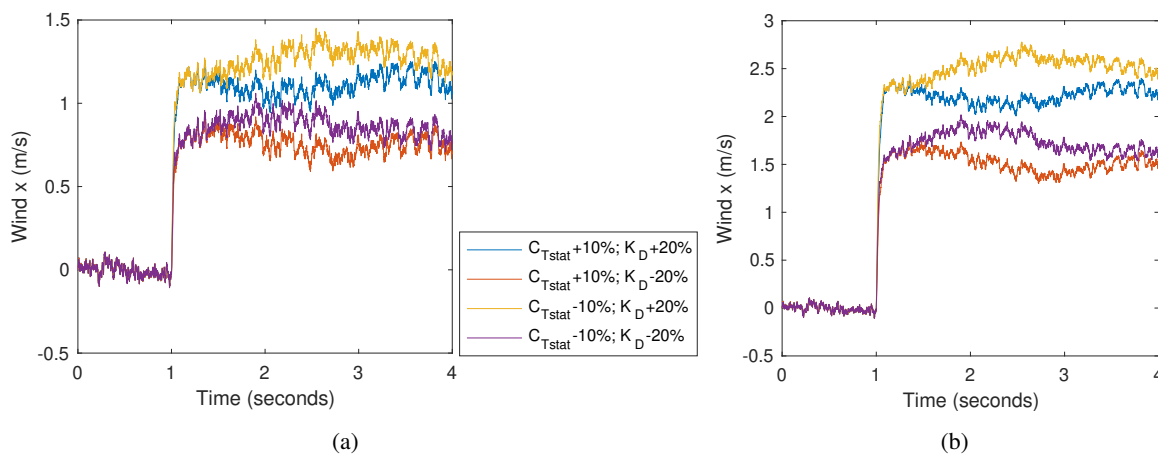 1.5
1
0.5
0
-0.5
Wind x (m/s)
0 1 2 3 4
Time (seconds)
(a)
C_Tstat+10%; K_D+20%
C_Tstat+10%; K_D-20%
C_Tstat-10%; K_D+20%
C_Tstat-10%; K_D-20%
3
2.5
2
1.5
1
0.5
0
-0.5
Wind x (m/s)
0 1 2 3 4
Time (seconds)
(b)